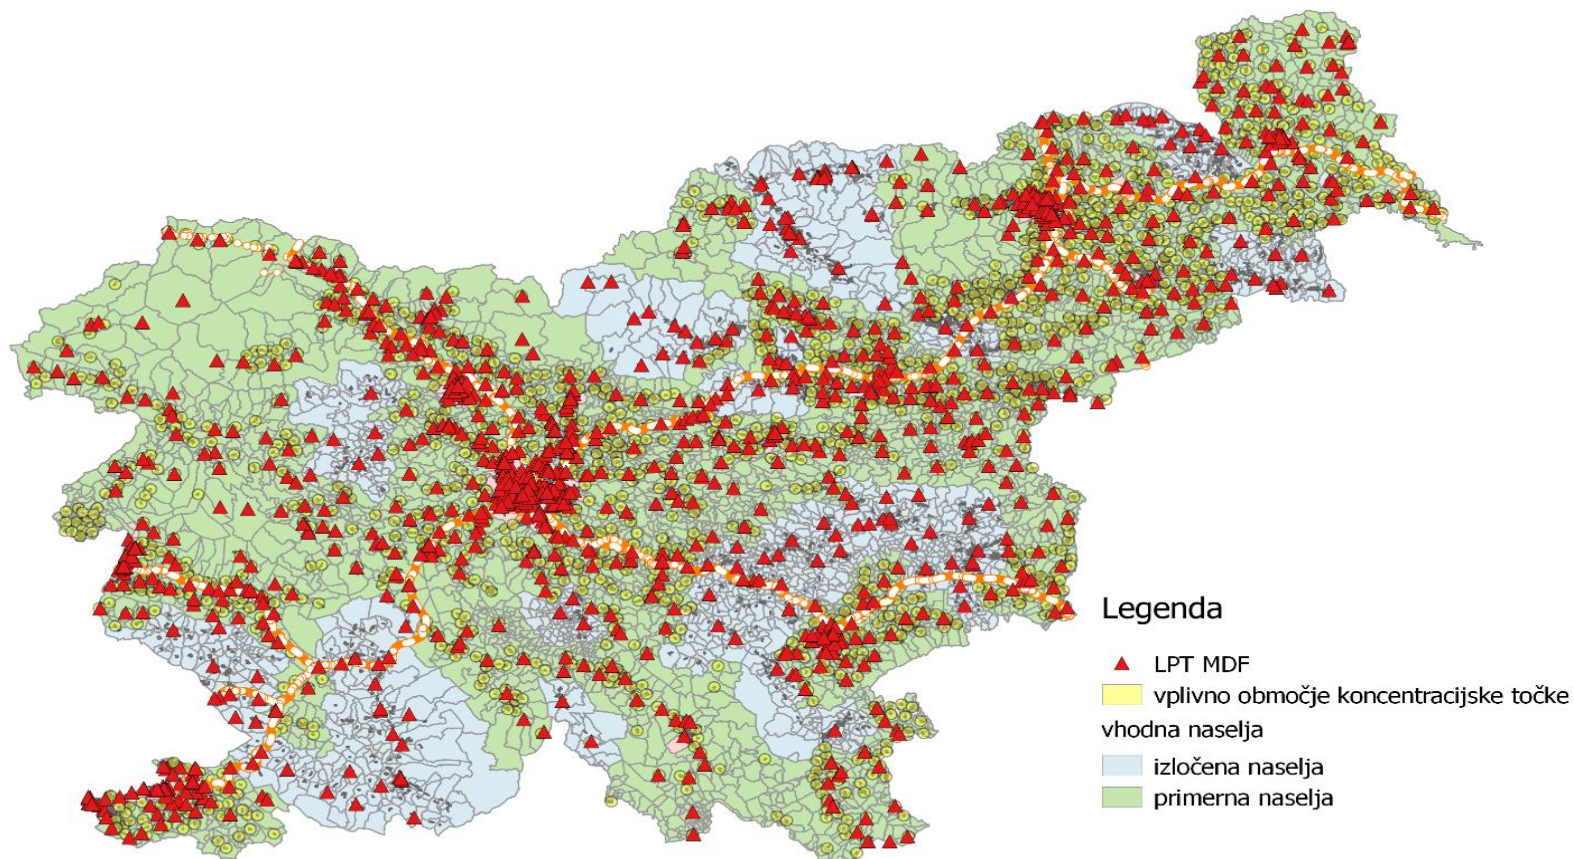 Legenda
LPT MDF
vplivno območje koncentracijske točke
vhodna naselja
izločena naselja
primerna naselja